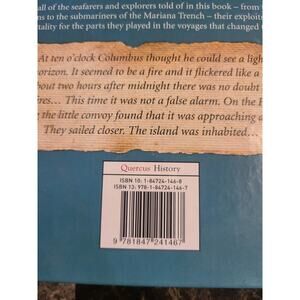 all of the seafarers and explorers told of in this book – from
to the submariners of the Mariana Trench – their exploits
tality for the parts they played in the voyages that changed
At ten o'clock Columbus thought he could see a light
horizon. It seemed to be a fire and it flickered like a
bout two hours after midnight there was no doubt
ires... This time it was not a false alarm. On the
g the little convoy found that it was approaching a
They sailed closer. The island was inhabited...
Quercus History
ISBN 10: 1-84724-146-8
ISBN 13: 978-1-84724-146-7
9 781847 241467